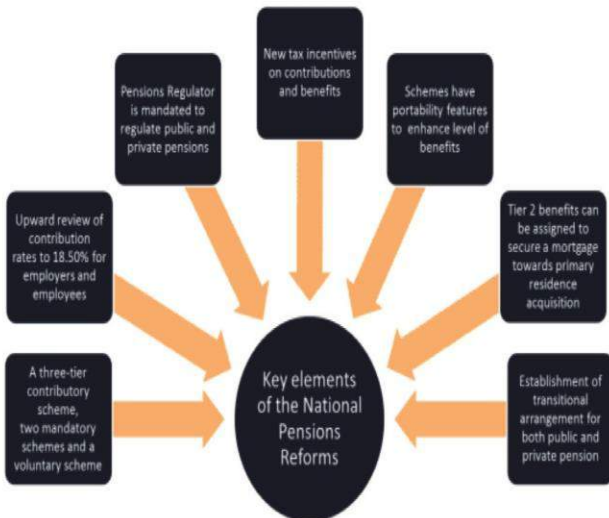 New tax incentives
on contributions
and benefits
Pensions Regulator
is mandated to
regulate public and
private pensions
Schemes have
portability features
to enhance level of
benefits
Upward review of
contribution
rates to 18.50% for
employers and
employees
Tier 2 benefits can
be assigned to
secure a mortgage
towards primary
residence
acquisition
A three-tier
contributory
scheme,
two mandatory
schemes and a
voluntary scheme
Key elements
of the National
Pensions
Reforms
Establishment of
transitional
arrangement for
both public and
private pension